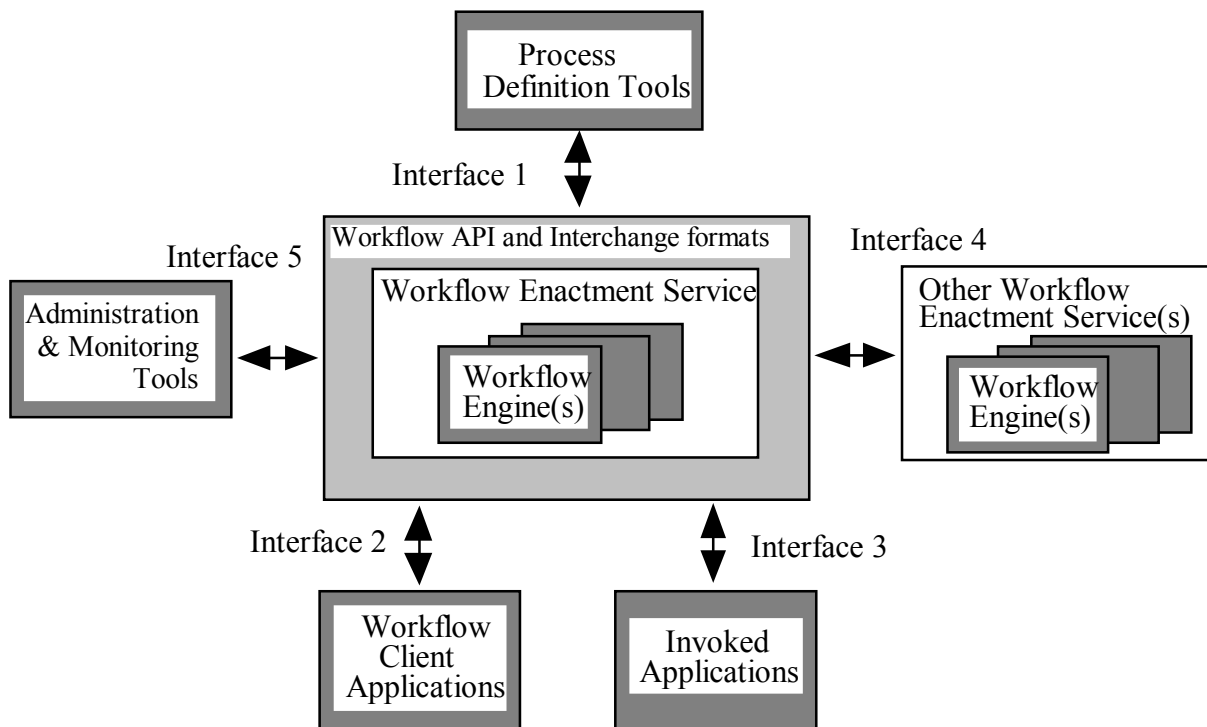 Process
Definition Tools
Interface 1
Workflow API and Interchange formats
Interface 5
Interface 4
Workflow Enactment Service
Workflow
Engine(s)
Administration
& Monitoring
Tools
Other Workflow
Enactment Service(s)
Workflow
Engine(s)
Interface 2
Interface 3
Workflow
Client
Applications
Invoked
Applications